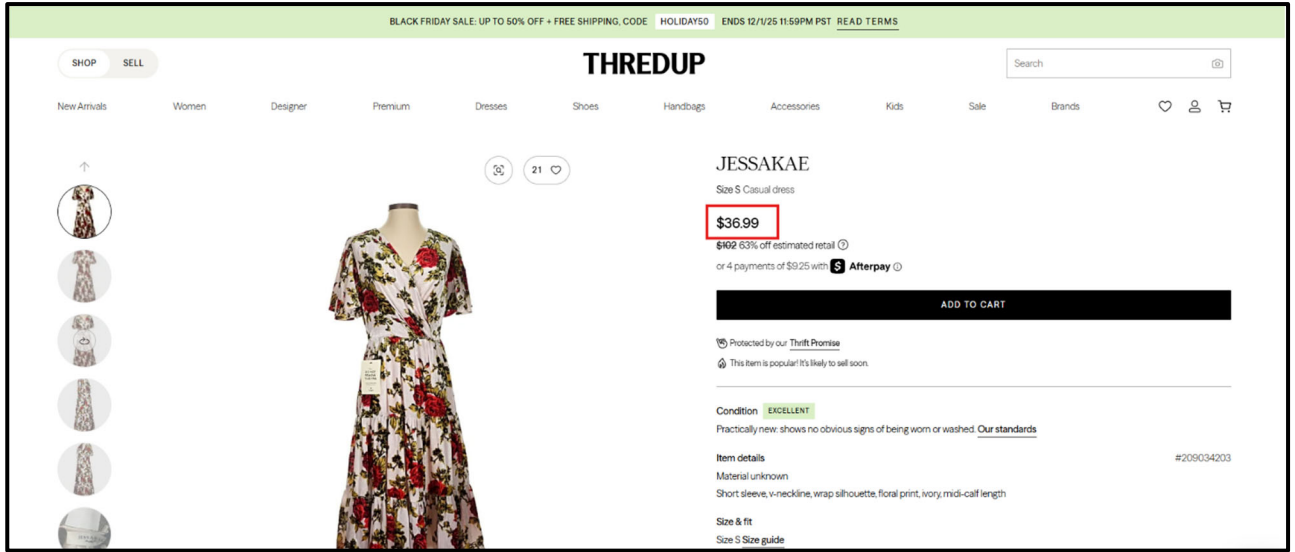 BLACK FRIDAY SALE: UP TO 50% OFF + FREE SHIPPING, CODE HOLIDAY50 ENDS 12/1/25 11:59PM PST READ TERMS
SHOP SELL
THREDUP
Search
New Arrivals Women Designer Premium Dresses Shoes Handbags Accessories Kids Sale Brands
21
JESSAKAE
Size S Casual dress
$36.99
$102 63% off estimated retail ?
or 4 payments of $9.25 with $ Afterpay i
ADD TO CART
Protected by our Thrift Promise
This item is popular! It's likely to sell soon.
Condition EXCELLENT
Practically new: shows no obvious signs of being worn or washed. Our standards
Item details #209034203
Material unknown
Short sleeve, v-neckline, wrap silhouette, floral print, ivory, midi-calf length
Size & fit
Size S Size guide